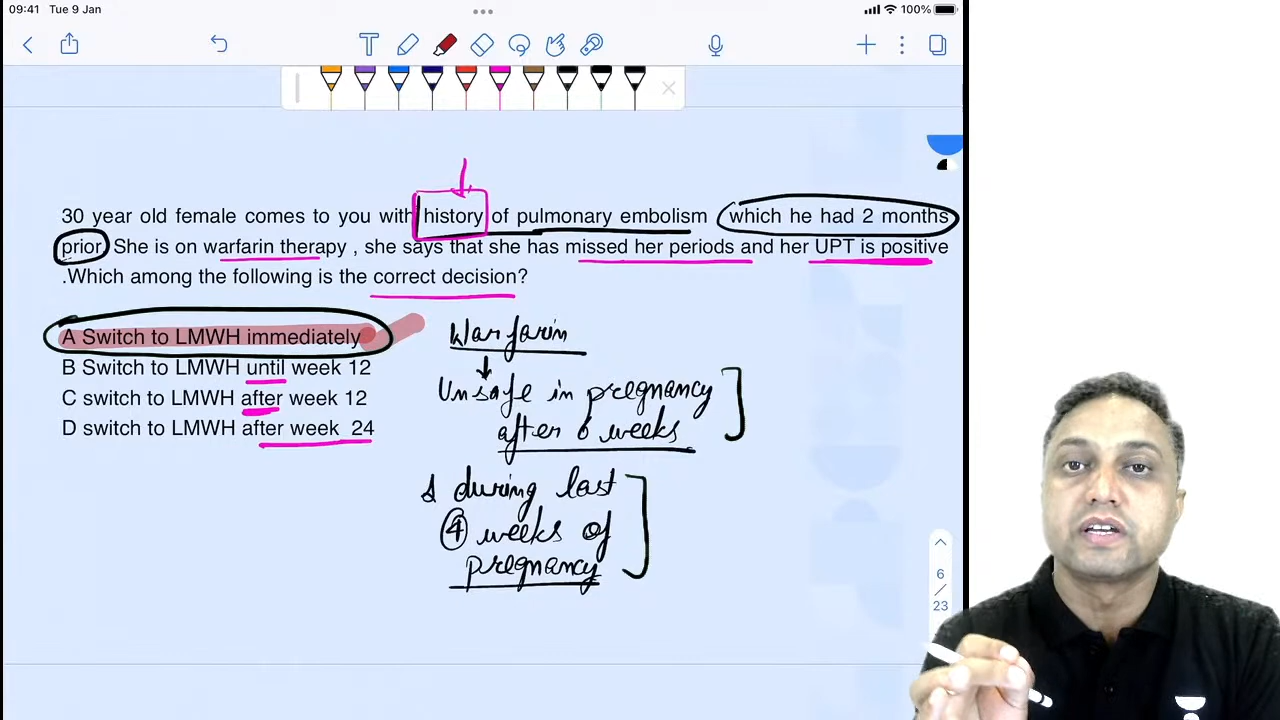 09:41 Tue 9 Jan
100%
T
30 year old female comes to you with history of pulmonary embolism which he had 2 months
prior She is on warfarin therapy , she says that she has missed her periods and her UPT is positive
.Which among the following is the correct decision?
A Switch to LMWH immediately
B Switch to LMWH until week 12
C switch to LMWH after week 12
D switch to LMWH after week 24
Warfarin
Unsafe in pregnancy
after 6 weeks
& during last
4 weeks of
pregnancy
6
/
23